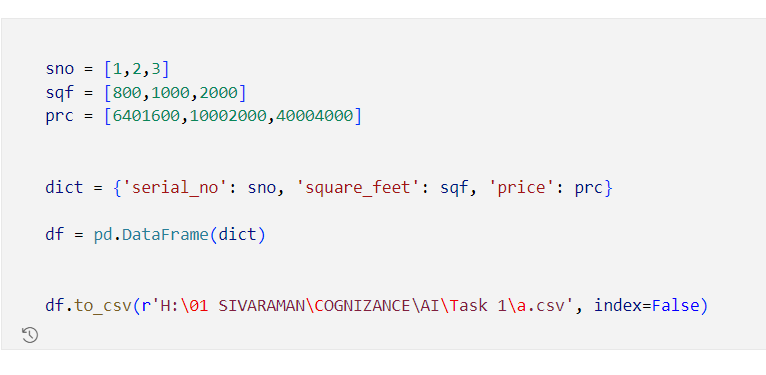 sno = [1,2,3]
sqf = [800,1000,2000]
prc = [6401600,10002000,40004000]
dict = {'serial_no': sno, 'square_feet': sqf, 'price': prc}
df = pd.DataFrame(dict)
df.to_csv(r'H:\01 SIVARAMAN\COGNIZANCE\AI\Task 1\a.csv', index=False)